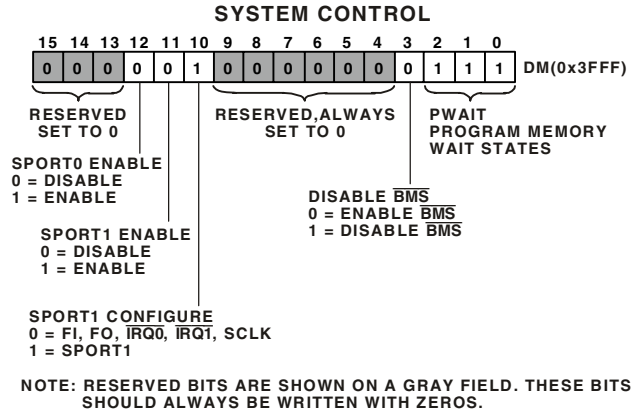 SYSTEM CONTROL
15 14 13 12 11 10 9 8 7 6 5 4 3 2 1 0
0 0 0 0 0 1 0 0 0 0 0 0 0 1 1 1 DM(0x3FFF)
RESERVED
SET TO 0
RESERVED,ALWAYS
SET TO 0
PWAIT
PROGRAM MEMORY
WAIT STATES
SPORT0 ENABLE
0 = DISABLE
1 = ENABLE
DISABLE BMS
0 = ENABLE BMS
1 = DISABLE BMS
SPORT1 ENABLE
0 = DISABLE
1 = ENABLE
SPORT1 CONFIGURE
0 = FI, FO, IRQ0, IRQ1, SCLK
1 = SPORT1
NOTE: RESERVED BITS ARE SHOWN ON A GRAY FIELD. THESE BITS
SHOULD ALWAYS BE WRITTEN WITH ZEROS.